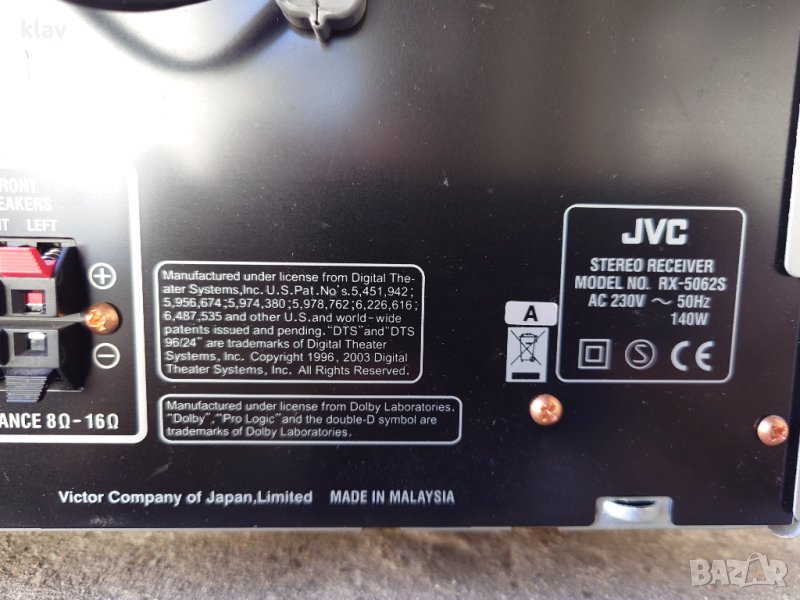 klav
FRONT
SPEAKERS
LEFT
+
−
IMPEDANCE 8Ω-16Ω
Manufactured under license from Digital The-
ater Systems,Inc. U.S.Pat.No's.5,451,942;
5,956,674;5,974,380;5,978,762;6,226,616;
6,487,535 and other U.S.and world-wide
patents issued and pending."DTS"and"DTS
96/24" are trademarks of Digital Theater
Systems, Inc. Copyright 1996, 2003 Digital
Theater Systems, Inc. All Rights Reserved.
Manufactured under license from Dolby Laboratories.
"Dolby","Pro Logic"and the double-D symbol are
trademarks of Dolby Laboratories.
Victor Company of Japan,Limited MADE IN MALAYSIA
A
JVC
STEREO RECEIVER
MODEL NO. RX-5062S
AC 230V ~ 50Hz
140W
S CE
BAZAR